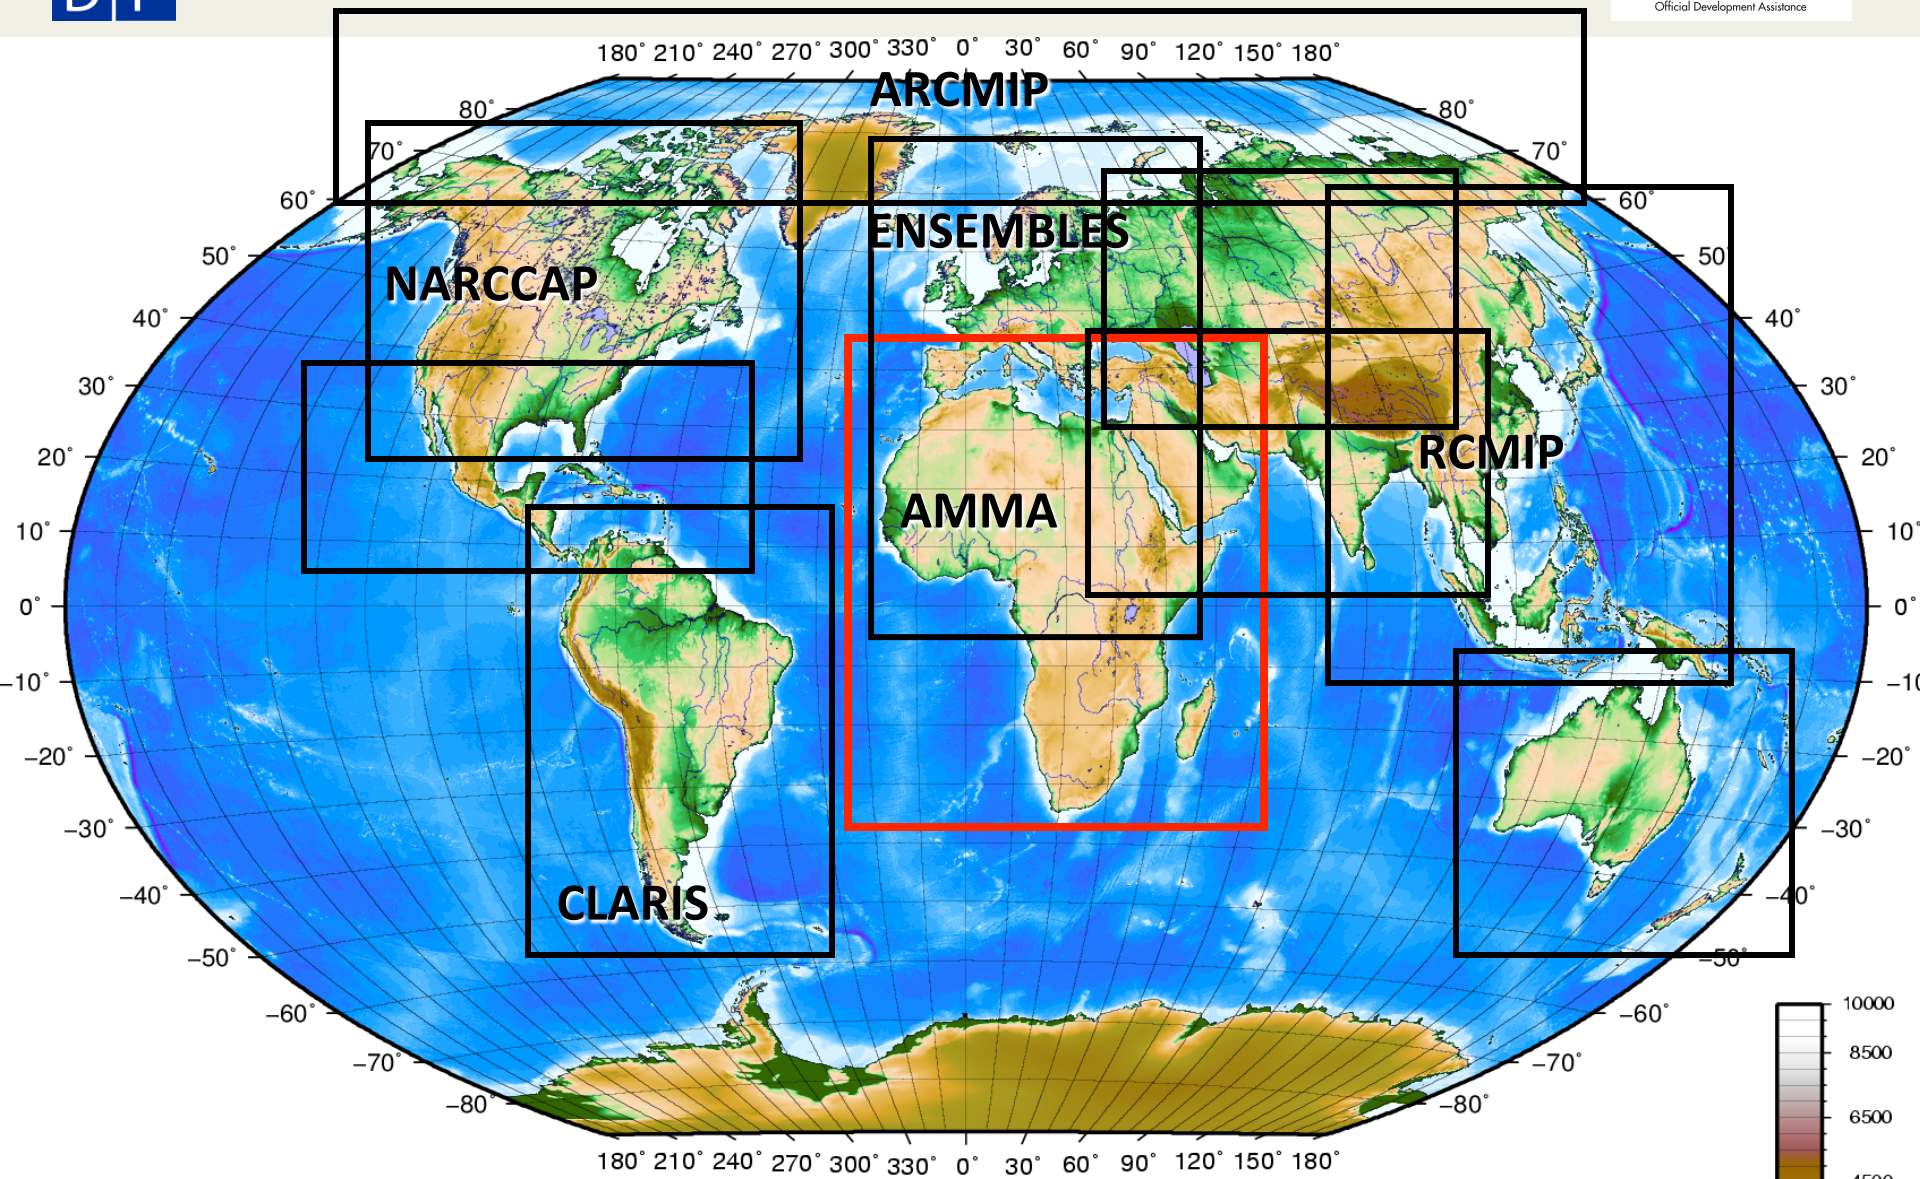 Official Development Assistance
180° 210° 240° 270° 300° 330° 0° 30° 60° 90° 120° 150° 180°
ARCMIP
80° 80°
70° 70°
60° 60°
ENSEMBLES
50° 50
NARCCAP
40° 40°
30° 30°
RCMIP
20° 20°
AMMA
10° 10°
0° 0°
−10° −10
−20° −20°
−30° −30°
CLARIS
−40° −40°
−50° −50°
−60° −60°
−70° −70°
−80° −80°
180° 210° 240° 270° 300° 330° 0° 30° 60° 90° 120° 150° 180°
10000
8500
6500